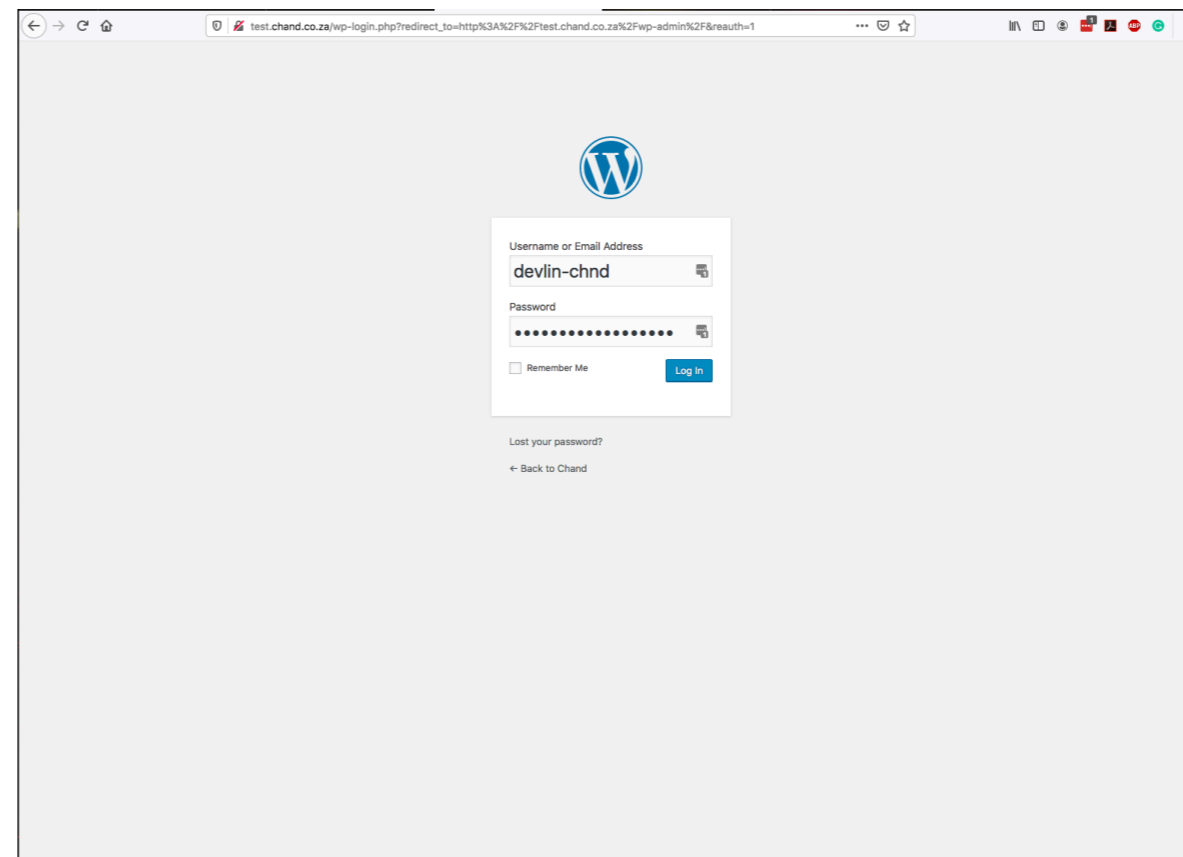 test.chand.co.za/wp-login.php?redirect_to=http%3A%2F%2Ftest.chand.co.za%2Fwp-admin%2F&reauth=1
Username or Email Address
devlin-chnd
Password
Remember Me
Log In
Lost your password?
← Back to Chand